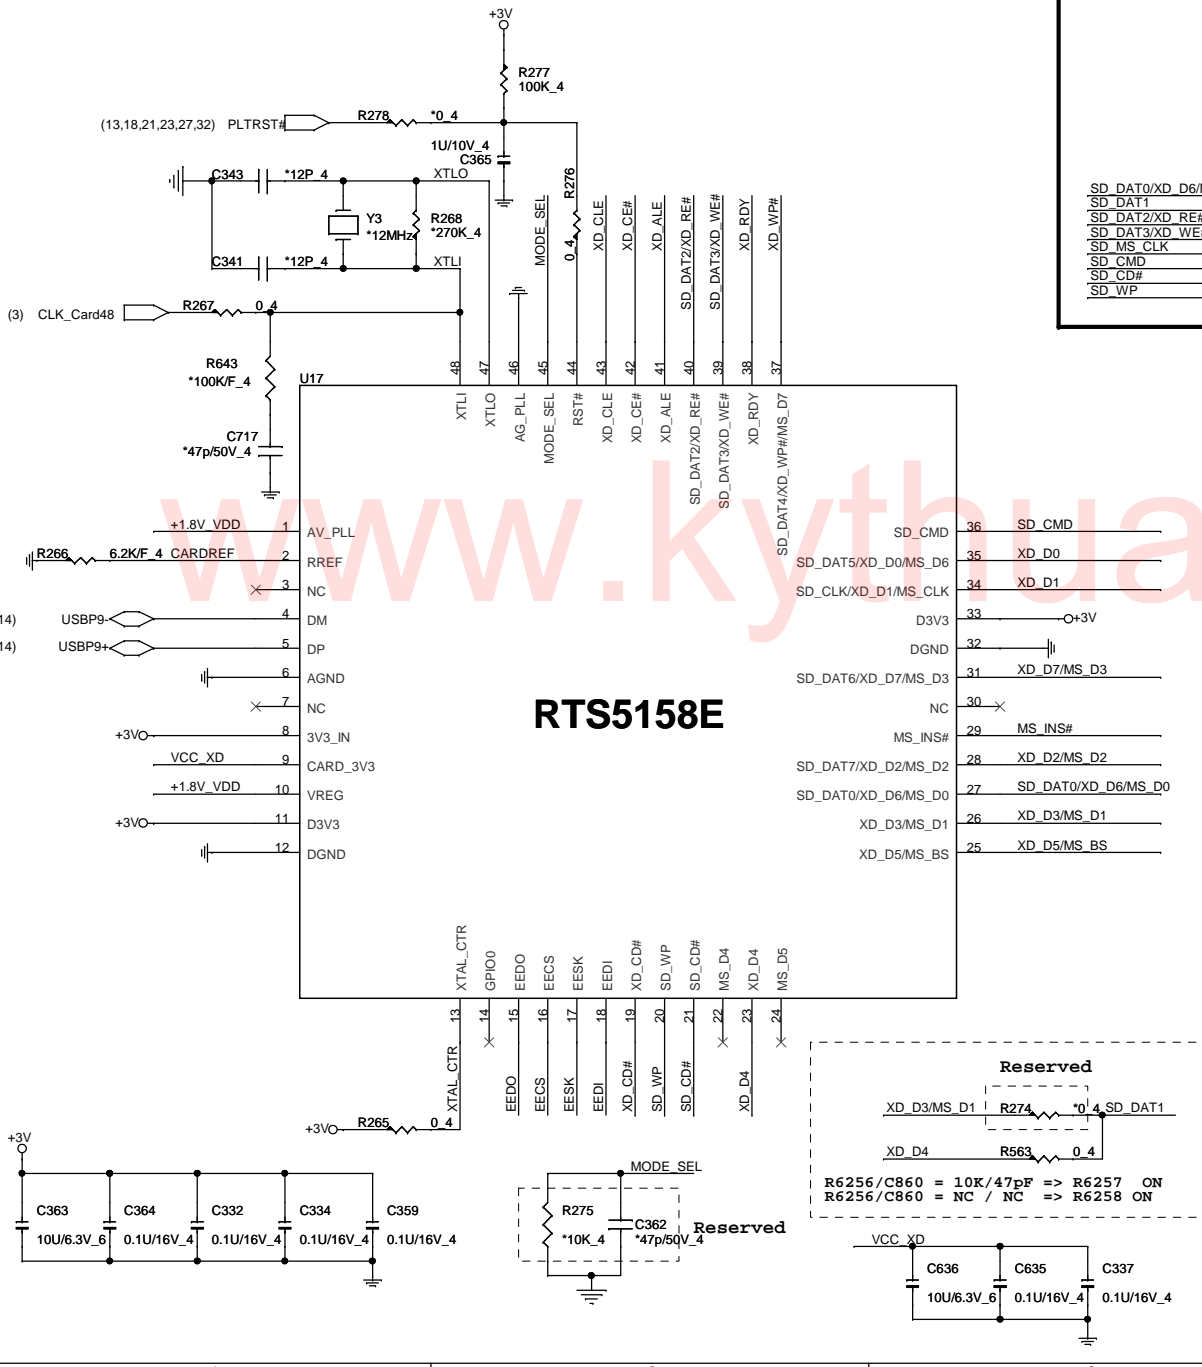 +3V
R277
100K_4
(13,18,21,23,27,32) PLTRST#
R278 *0_4
1U/10V_4
C365
C343 *12P_4 XTLO
R276
0_4
Y3
*12MHz
R268
*270K_4
C341 *12P_4 XTLI
MODE_SEL
XD_CLE
XD_CE#
XD_ALE
SD_DAT2/XD_RE#
SD_DAT3/XD_WE#
XD_RDY
XD_WP#
SD_DAT0/XD_D6/
SD_DAT1
SD_DAT2/XD_RE#
SD_DAT3/XD_WE
SD_MS_CLK
SD_CMD
SD_CD#
SD_WP
(3) CLK_Card48
R267 0_4
R643
*100K/F_4
C717
*47p/50V_4
U17
48 47 46 45 44 43 42 41 40 39 38 37
XTLI
XTLO
AG_PLL
MODE_SEL
RST#
XD_CLE
XD_CE#
XD_ALE
SD_DAT2/XD_RE#
SD_DAT3/XD_WE#
XD_RDY
SD_DAT4/XD_WP#/MS_D7
www.kythua
+1.8V_VDD 1 AV_PLL
R266 6.2K/F_4 CARDREF 2 RREF
3 NC
14) USBP9- 4 DM
14) USBP9+ 5 DP
6 AGND
7 NC
+3V 8 3V3_IN
VCC_XD 9 CARD_3V3
+1.8V_VDD 10 VREG
+3V 11 D3V3
12 DGND
RTS5158E
SD_CMD 36 SD_CMD
SD_DAT5/XD_D0/MS_D6 35 XD_D0
SD_CLK/XD_D1/MS_CLK 34 XD_D1
D3V3 33 +3V
DGND 32
SD_DAT6/XD_D7/MS_D3 31 XD_D7/MS_D3
NC 30
MS_INS# 29 MS_INS#
SD_DAT7/XD_D2/MS_D2 28 XD_D2/MS_D2
SD_DAT0/XD_D6/MS_D0 27 SD_DAT0/XD_D6/MS_D0
XD_D3/MS_D1 26 XD_D3/MS_D1
XD_D5/MS_BS 25 XD_D5/MS_BS
XTAL_CTR
GPIO0
EEDO
EECS
EESK
EEDI
XD_CD#
SD_WP
SD_CD#
MS_D4
XD_D4
MS_D5
13 14 15 16 17 18 19 20 21 22 23 24
XTAL_CTR
EEDO
EECS
EESK
EEDI
XD_CD#
SD_WP
SD_CD#
XD_D4
+3V R265 0_4
Reserved
XD_D3/MS_D1 R274 *0_4 SD_DAT1
XD_D4 R563 0_4
R6256/C860 = 10K/47pF => R6257 ON
R6256/C860 = NC / NC => R6258 ON
+3V
C363
10U/6.3V_6
C364
0.1U/16V_4
C332
0.1U/16V_4
C334
0.1U/16V_4
C359
0.1U/16V_4
MODE_SEL
R275
*10K_4
C362
*47p/50V_4
Reserved
VCC_XD
C636
10U/6.3V_6
C635
0.1U/16V_4
C337
0.1U/16V_4